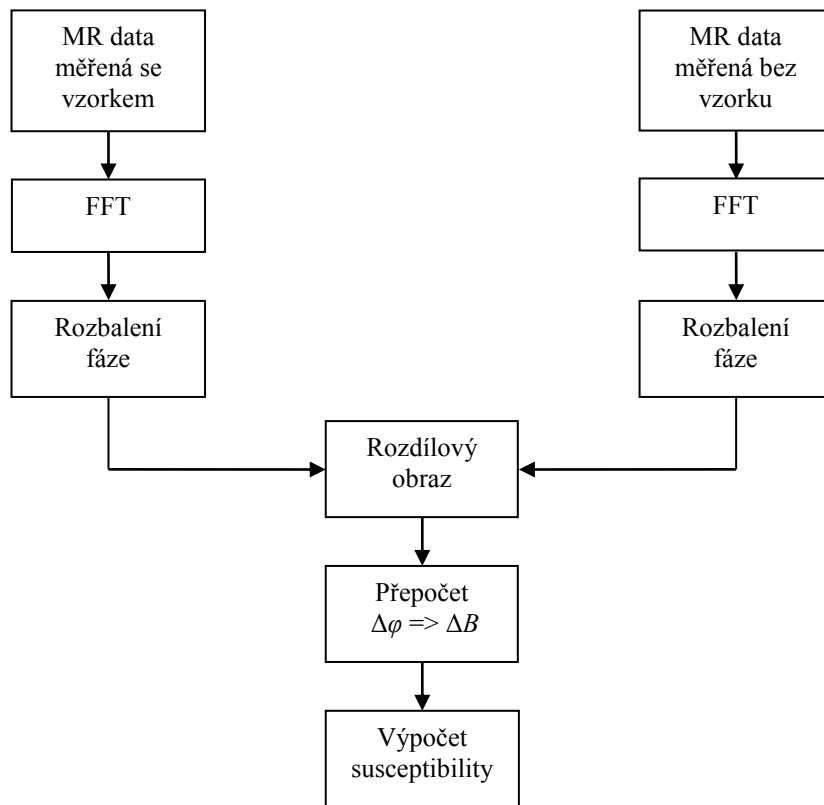 MR data
měřená se
vzorkem
MR data
měřená bez
vzorku
FFT
FFT
Rozbalení
fáze
Rozbalení
fáze
Rozdílový
obraz
Přepočet
Δφ => ΔB
Výpočet
susceptibility